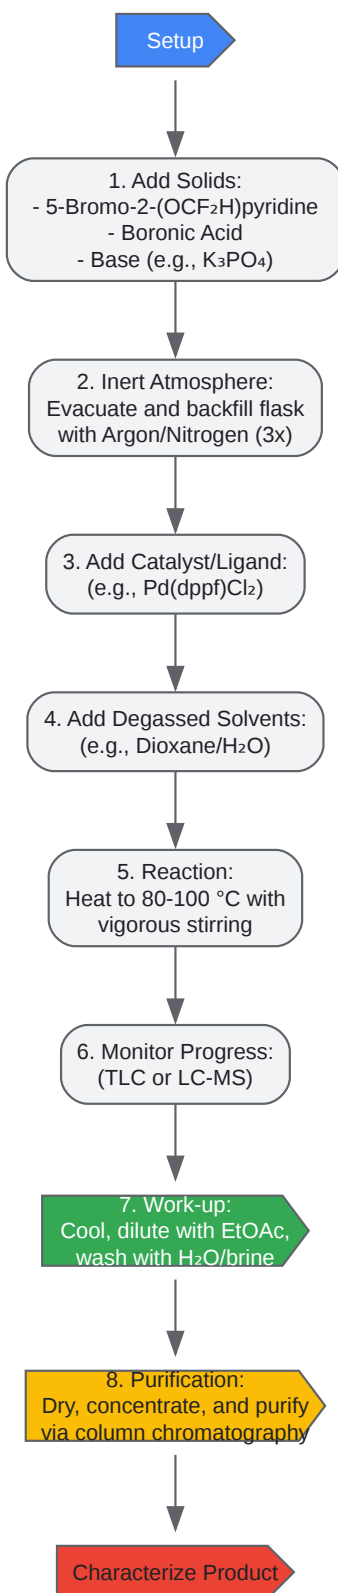 Setup
1. Add Solids:
- 5-Bromo-2-(OCF₂H)pyridine
- Boronic Acid
- Base (e.g., K₃PO₄)
2. Inert Atmosphere:
Evacuate and backfill flask
with Argon/Nitrogen (3x)
3. Add Catalyst/Ligand:
(e.g., Pd(dppf)Cl₂)
4. Add Degassed Solvents:
(e.g., Dioxane/H₂O)
5. Reaction:
Heat to 80-100 °C with
vigorous stirring
6. Monitor Progress:
(TLC or LC-MS)
7. Work-up:
Cool, dilute with EtOAc,
wash with H₂O/brine
8. Purification:
Dry, concentrate, and purify
via column chromatography
Characterize Product